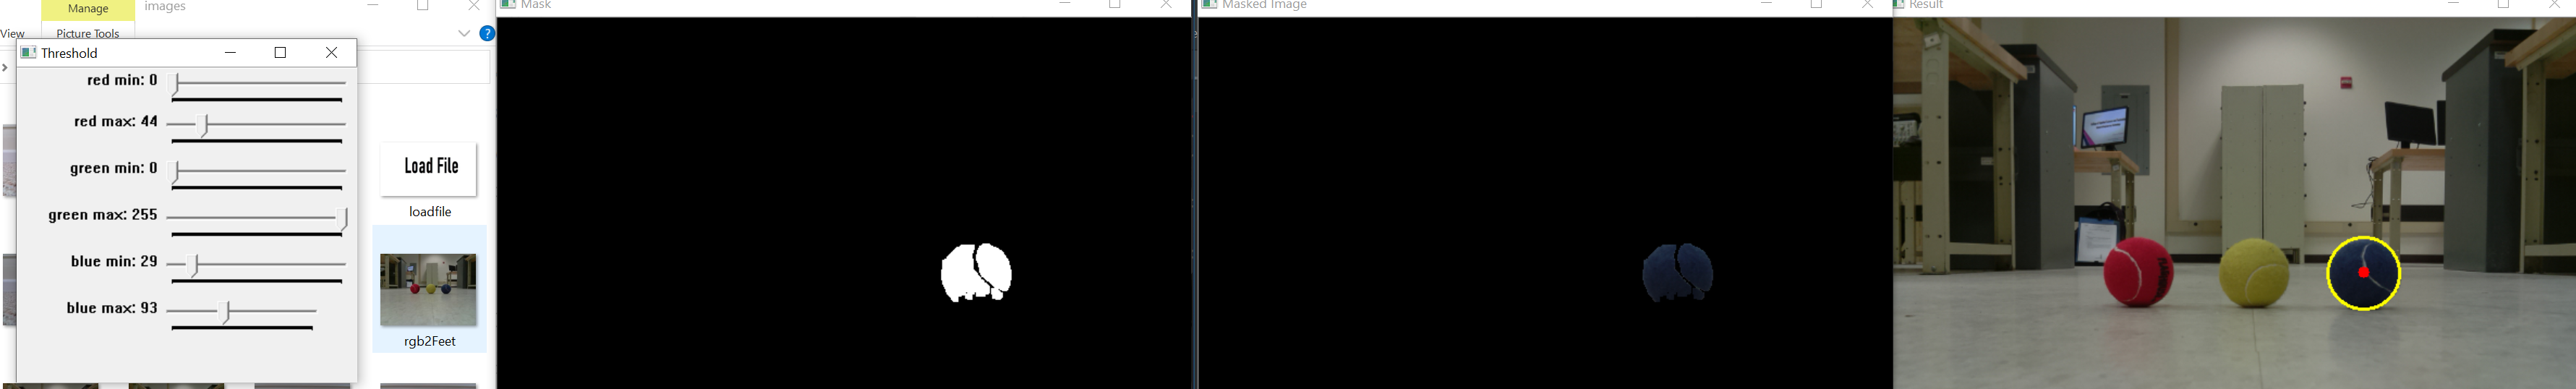 Manage
images
View
Picture Tools
?
Threshold
red min: 0
red max: 44
green min: 0
green max: 255
blue min: 29
blue max: 93
Load File
loadfile
rgb2Feet
Mask
Masked Image
Result